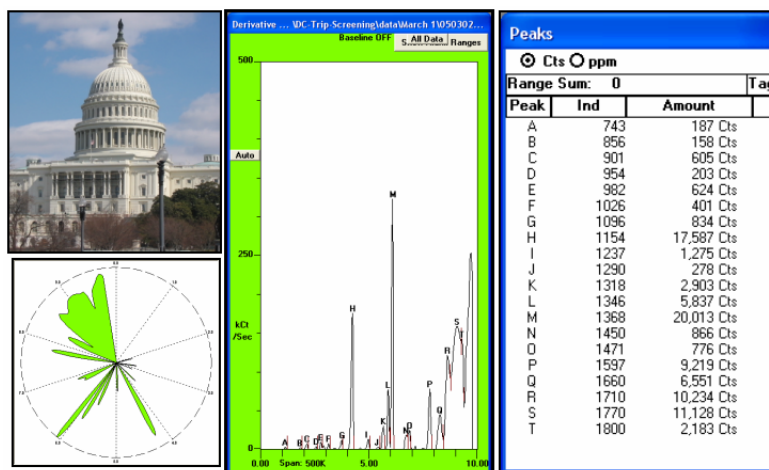 Derivative ... \DC-Trip-Screening\data\March 1\050302...
Baseline OFF
All Data
Ranges
500
Auto
M
250
H
kCt
/Sec
S
R
L
P
K
Q
A B C D E F G I J N O
0
0.00 Span: 500K 5.00 10.00
Peaks
Cts ppm
Range Sum: 0 Tag
Peak Ind Amount
A 743 187 Cts
B 856 158 Cts
C 901 605 Cts
D 954 203 Cts
E 982 624 Cts
F 1026 401 Cts
G 1096 834 Cts
H 1154 17,587 Cts
I 1237 1,275 Cts
J 1290 278 Cts
K 1318 2,903 Cts
L 1346 5,837 Cts
M 1368 20,013 Cts
N 1450 866 Cts
O 1471 776 Cts
P 1597 9,219 Cts
Q 1660 6,551 Cts
R 1710 10,234 Cts
S 1770 11,128 Cts
T 1800 2,183 Cts